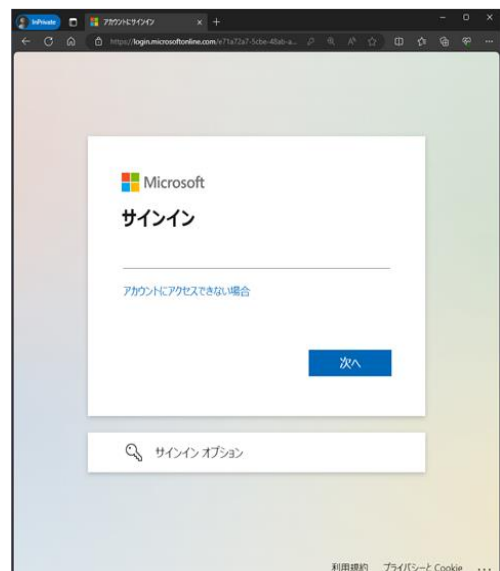 InPrivate
アカウントにサインイン
https://login.microsoftonline.com/e71a72a7-5cbe-48ab-a...
Microsoft
サインイン
アカウントにアクセスできない場合
次へ
サインイン オプション
利用規約 プライバシーと Cookie ...